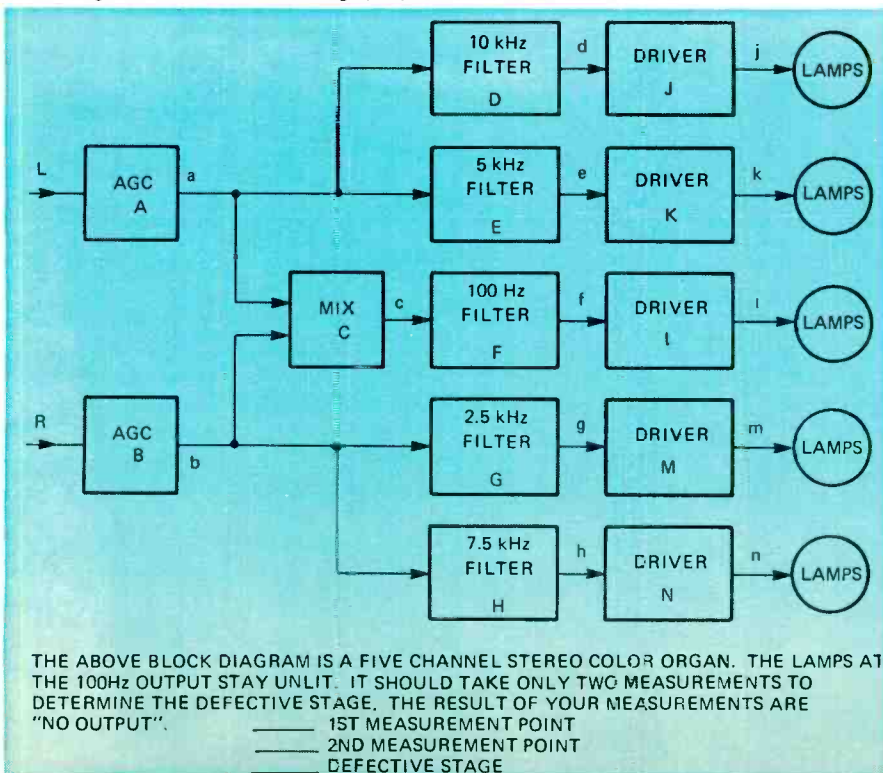 10 kHz
FILTER
D
d
DRIVER
J
j
LAMPS
L
AGC
A
a
5 kHz
FILTER
E
e
DRIVER
K
k
LAMPS
MIX
C
c
100 Hz
FILTER
F
f
DRIVER
l
i
LAMPS
R
AGC
B
b
2.5 kHz
FILTER
G
g
DRIVER
M
m
LAMPS
7.5 kHz
FILTER
H
h
DRIVER
N
n
LAMPS
THE ABOVE BLOCK DIAGRAM IS A FIVE CHANNEL STEREO COLOR ORGAN. THE LAMPS AT
THE 100Hz OUTPUT STAY UNLIT. IT SHOULD TAKE ONLY TWO MEASUREMENTS TO
DETERMINE THE DEFECTIVE STAGE. THE RESULT OF YOUR MEASUREMENTS ARE
"NO OUTPUT".
1ST MEASUREMENT POINT
2ND MEASUREMENT POINT
DEFECTIVE STAGE